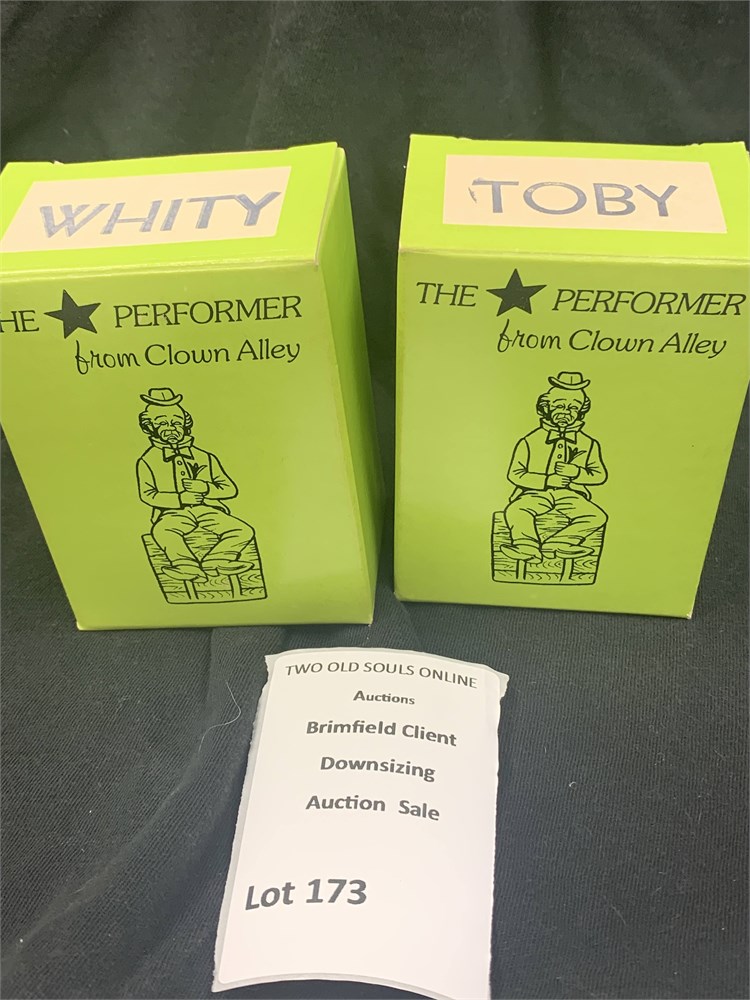 WHITY
HE ★ PERFORMER
from Clown Alley
TOBY
THE ★ PERFORMER
from Clown Alley
TWO OLD SOULS ONLINE
Auctions
Brimfield Client
Downsizing
Auction Sale
Lot 173